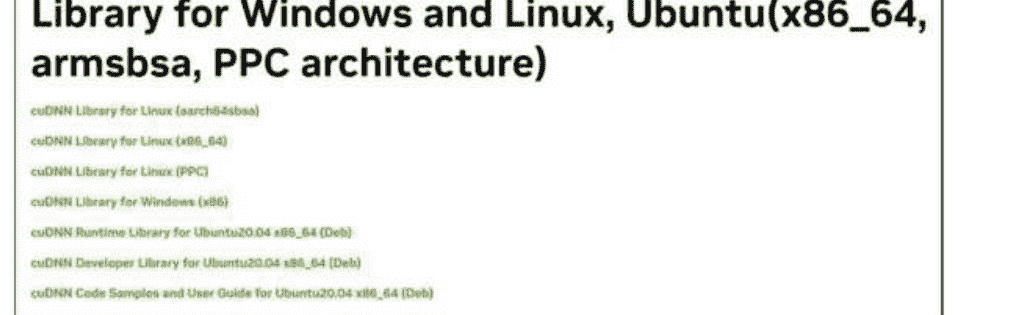 Library for Windows and Linux, Ubuntu(x86_64,
armsbsa, PPC architecture)
cuDNN Library for Linux (aarch64sbsa)
cuDNN Library for Linux (x86_64)
cuDNN Library for Linux (PPC)
cuDNN Library for Windows (x86)
cuDNN Runtime Library for Ubuntu20.04 x86_64 (Deb)
cuDNN Developer Library for Ubuntu20.04 x86_64 (Deb)
cuDNN Code Samples and User Guide for Ubuntu20.04 x86_64 (Deb)